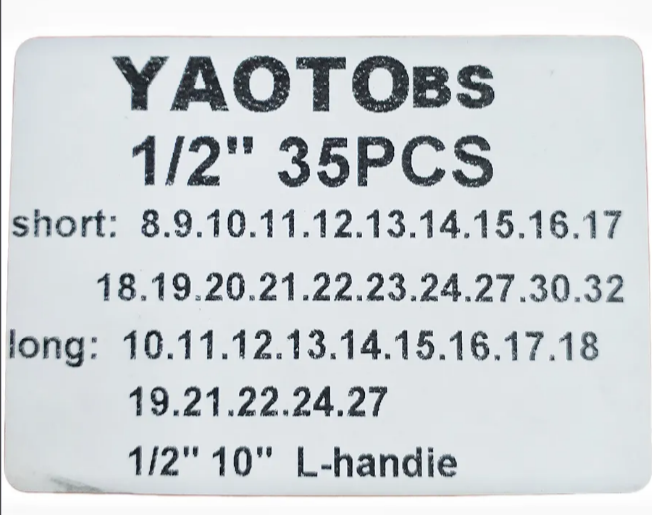 YAOTOBS
1/2" 35PCS
short: 8.9.10.11.12.13.14.15.16.17
18.19.20.21.22.23.24.27.30.32
long: 10.11.12.13.14.15.16.17.18
19.21.22.24.27
1/2" 10" L-handie